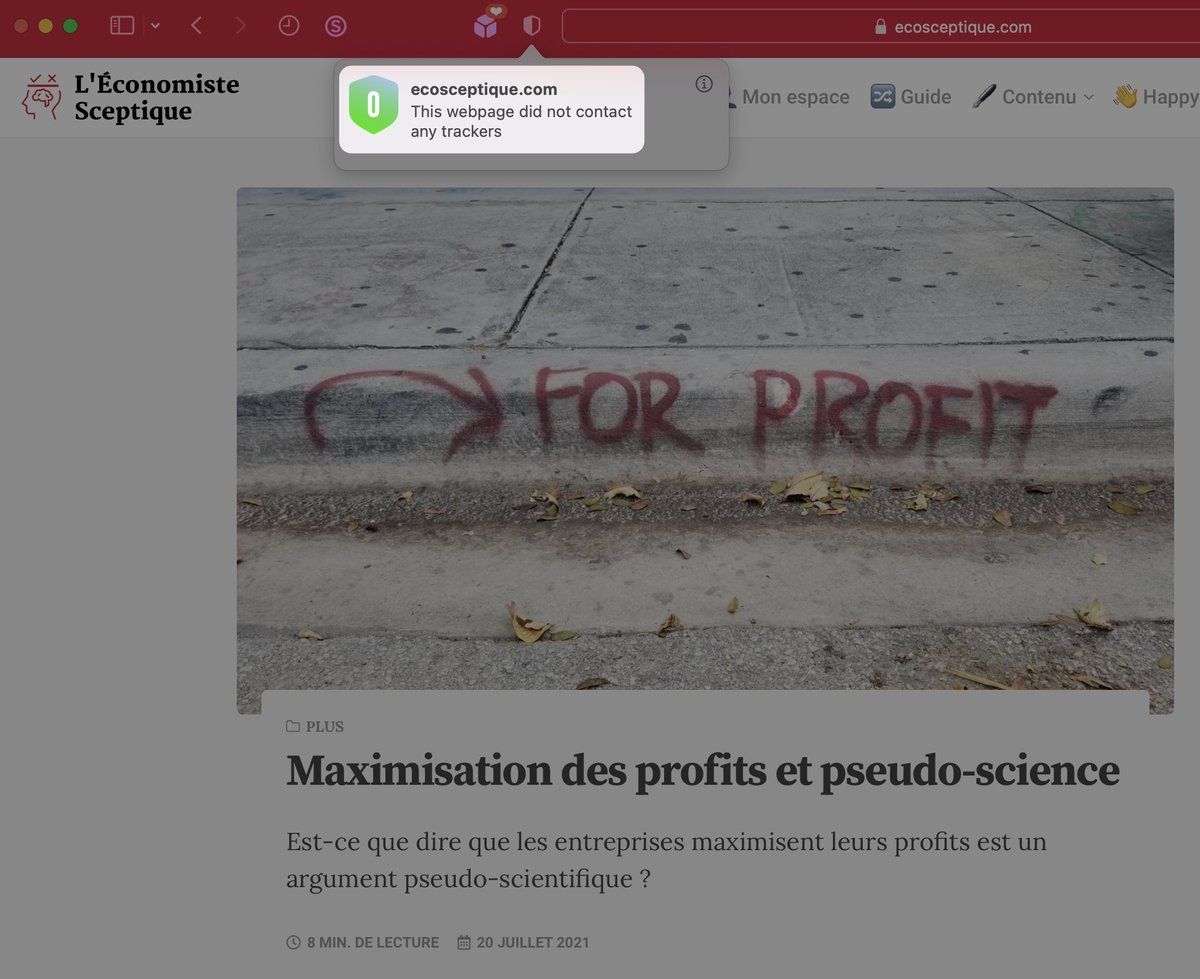 S
ecosceptique.com
L'Économiste
Sceptique
0
ecosceptique.com
This webpage did not contact
any trackers
Mon espace
Guide
Contenu
Happy
FOR PROFIT
PLUS
Maximisation des profits et pseudo-science
Est-ce que dire que les entreprises maximisent leurs profits est un
argument pseudo-scientifique ?
8 MIN. DE LECTURE
20 JUILLET 2021